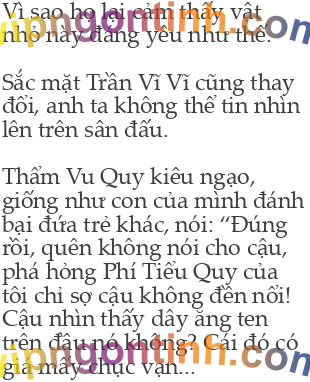 Vì sao họ lại cảm thấy vật
nhỏ này đáng yêu như thế.
Sắc mặt Trần Vĩ Vĩ cũng thay
đổi, anh ta không thể tin nhìn
lên trên sân đấu.
Thẩm Vu Quy kiêu ngạo,
giống như con của mình đánh
bại đứa trẻ khác, nói: “Đúng
rồi, quên không nói cho cậu,
phá hỏng Phí Tiểu Quy của
tôi chỉ sợ cậu không đền nổi!
Cậu nhìn thấy dây ăng ten
trên đầu nó không? Cái đó có
giá mấy chục vạn...